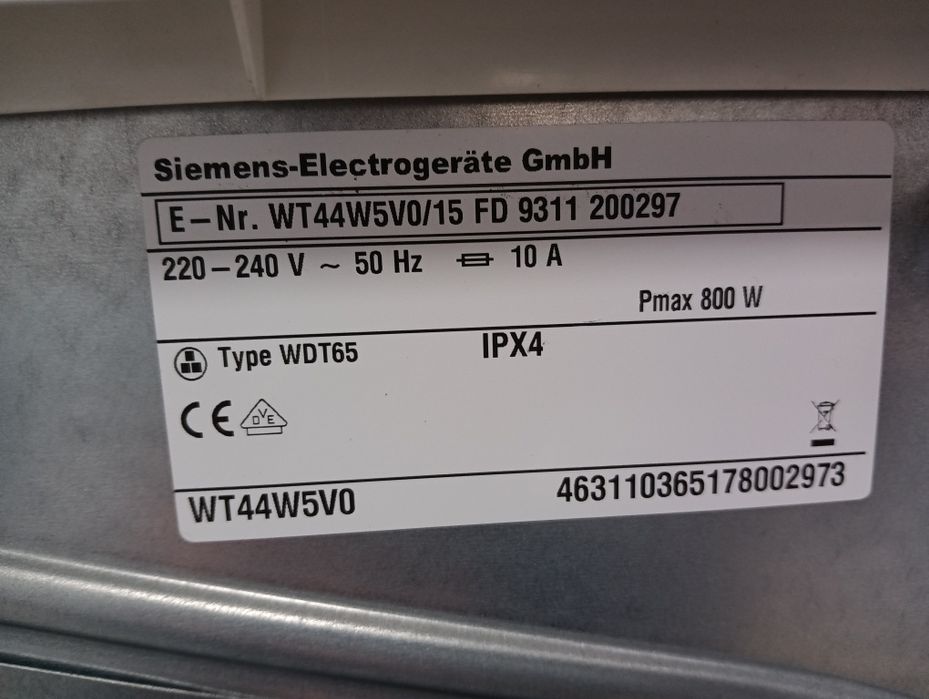 Siemens-Electrogeräte GmbH
E–Nr. WT44W5V0/15 FD 9311 200297
220–240 V ~ 50 Hz 10 A
Pmax 800 W
Type WDT65 IPX4
CE DVE
WT44W5V0 463110365178002973